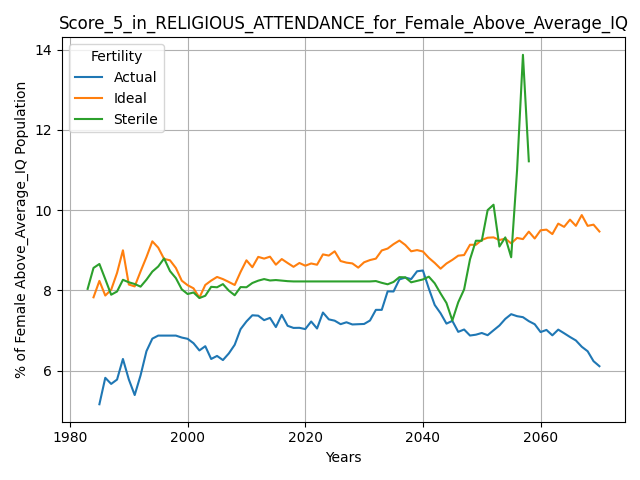 Score_5_in_RELIGIOUS_ATTENDANCE_for_Female_Above_Average_IQ
Fertility
Actual
Ideal
Sterile
% of Female Above_Average_IQ Population
14
12
10
8
6
1980
2000
2020
2040
2060
Years